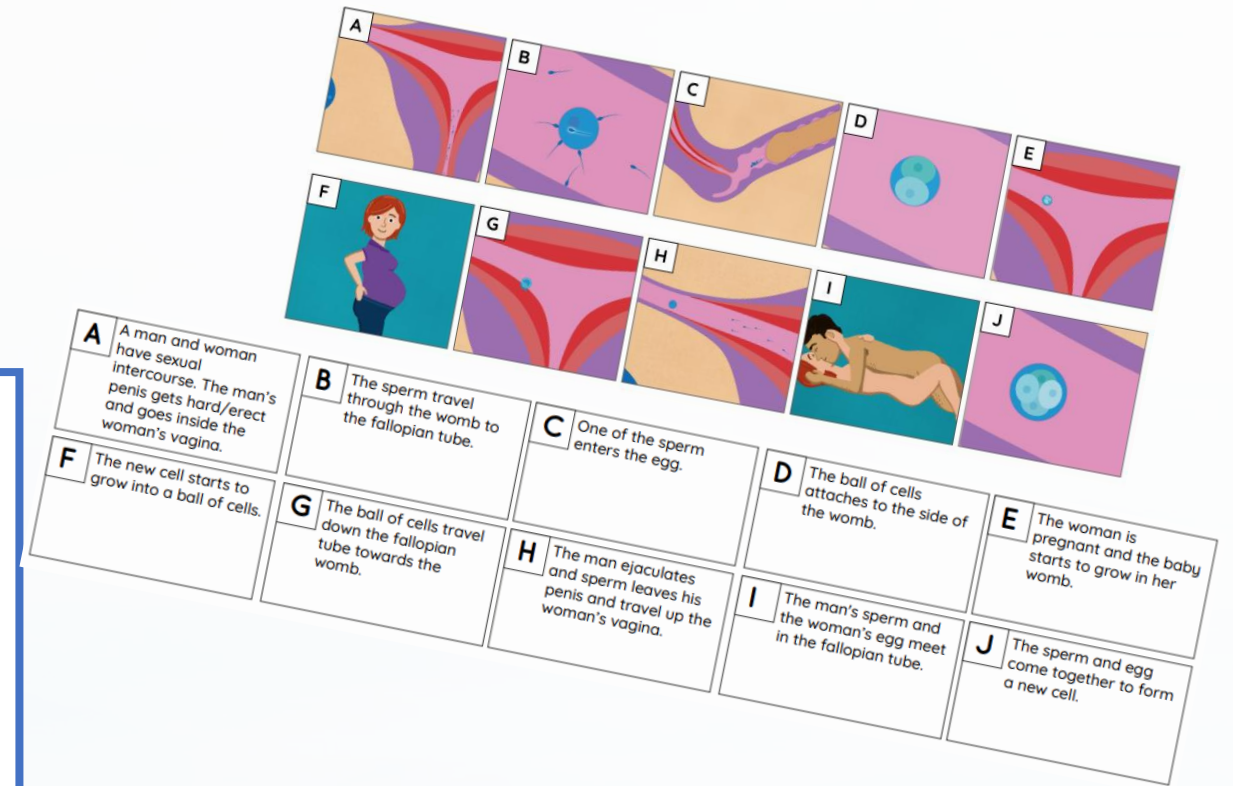 A
B
C
D
E
F
G
H
I
J
A
A man and woman
have sexual
intercourse. The man's
penis gets hard/erect
and goes inside the
woman's vagina.
B
The sperm travel
through the womb to
the fallopian tube.
C
One of the sperm
enters the egg.
D
The ball of cells
attaches to the side of
the womb.
E
The woman is
pregnant and the baby
starts to grow in her
womb.
F
The new cell starts to
grow into a ball of cells.
G
The ball of cells travel
down the fallopian
tube towards the
womb.
H
The man ejaculates
and sperm leaves his
penis and travel up the
woman's vagina.
I
The man's sperm and
the woman's egg meet
in the fallopian tube.
J
The sperm and egg
come together to form
a new cell.